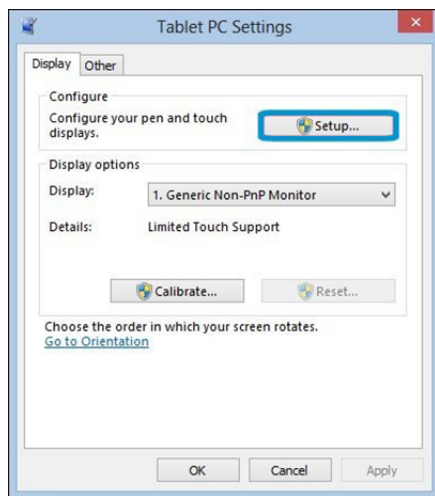 Tablet PC Settings
Display
Other
Configure
Configure your pen and touch
displays.
Setup...
Display options
Display:
1. Generic Non-PnP Monitor
Details:
Limited Touch Support
Calibrate...
Reset...
Choose the order in which your screen rotates.
Go to Orientation
OK
Cancel
Apply